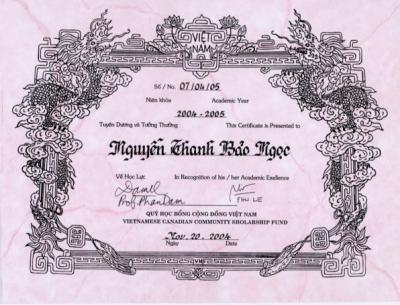 VIỆT
NAM
Số / No. 07/04/05
Niên khóa Academic Year
2004 - 2005
Tuyên Dương và Tưởng Thưởng This Certificate is Presented to
Nguyễn Thanh Bảo Ngọc
Về Học Lực In Recognition of his / her Academic Exellence
Prof. Phan Dam FIW LE
QUỸ HỌC BỔNG CỘNG ĐỒNG VIỆT NAM
VIETNAMESE CANADIAN COMMUNITY SHOLARSHIP FUND
Nov. 20. 2004
Ngày Date